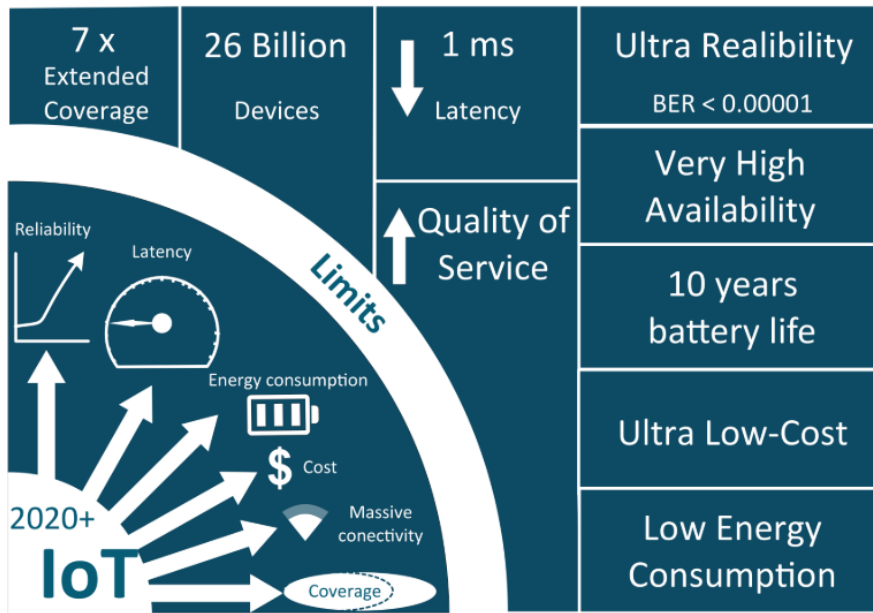 7 x
Extended
Coverage
26 Billion
Devices
1 ms
Latency
Ultra Realibility
BER < 0.00001
Very High
Availability
Quality of
Service
10 years
battery life
Ultra Low-Cost
Low Energy
Consumption
Limits
Reliability
Latency
Energy consumption
$ Cost
Massive
conectivity
Coverage
2020+
IoT